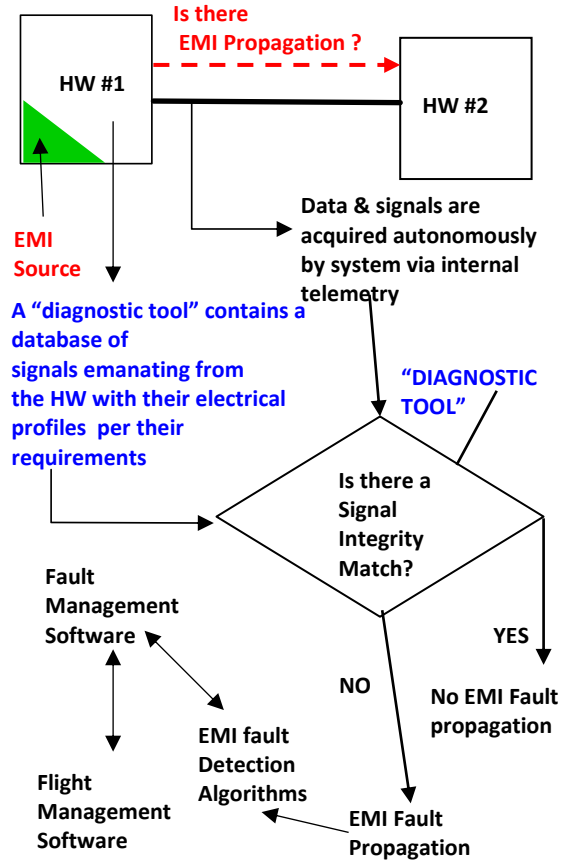 Is there
EMI Propagation ?
HW #1
HW #2
EMI
Source
Data & signals are
acquired autonomously
by system via internal
telemetry
A “diagnostic tool” contains a
database of
signals emanating from
the HW with their electrical
profiles per their
requirements
“DIAGNOSTIC
TOOL”
Is there a
Signal
Integrity
Match?
Fault
Management
Software
YES
NO
No EMI Fault
propagation
EMI fault
Detection
Algorithms
Flight
Management
Software
EMI Fault
Propagation